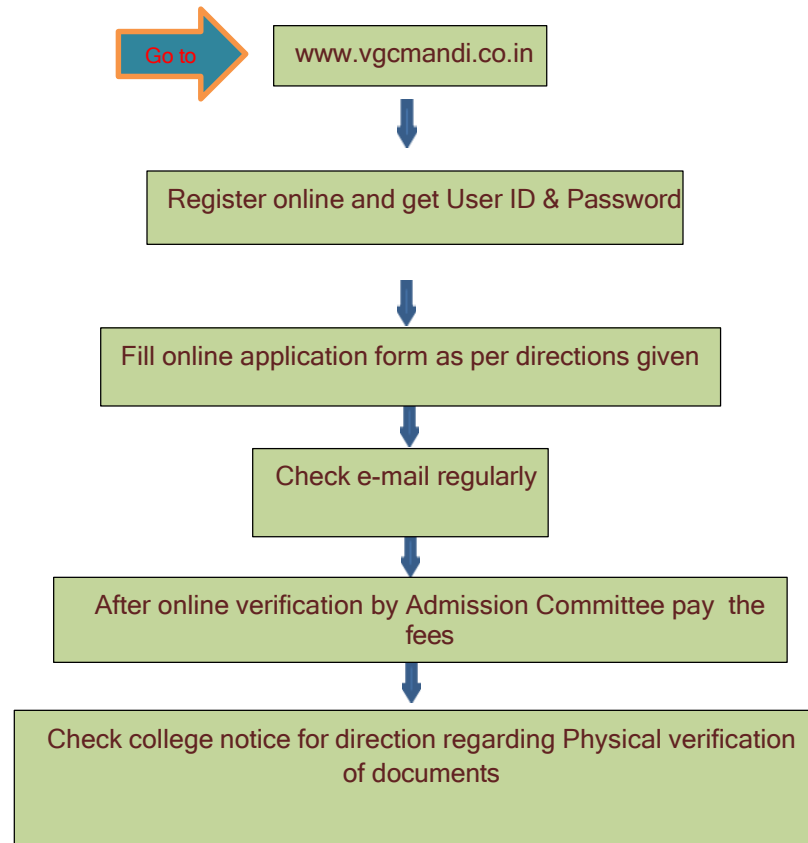 Go to
www.vgcmandi.co.in
Register online and get User ID & Password
Fill online application form as per directions given
Check e-mail regularly
After online verification by Admission Committee pay the
fees
Check college notice for direction regarding Physical verification
of documents